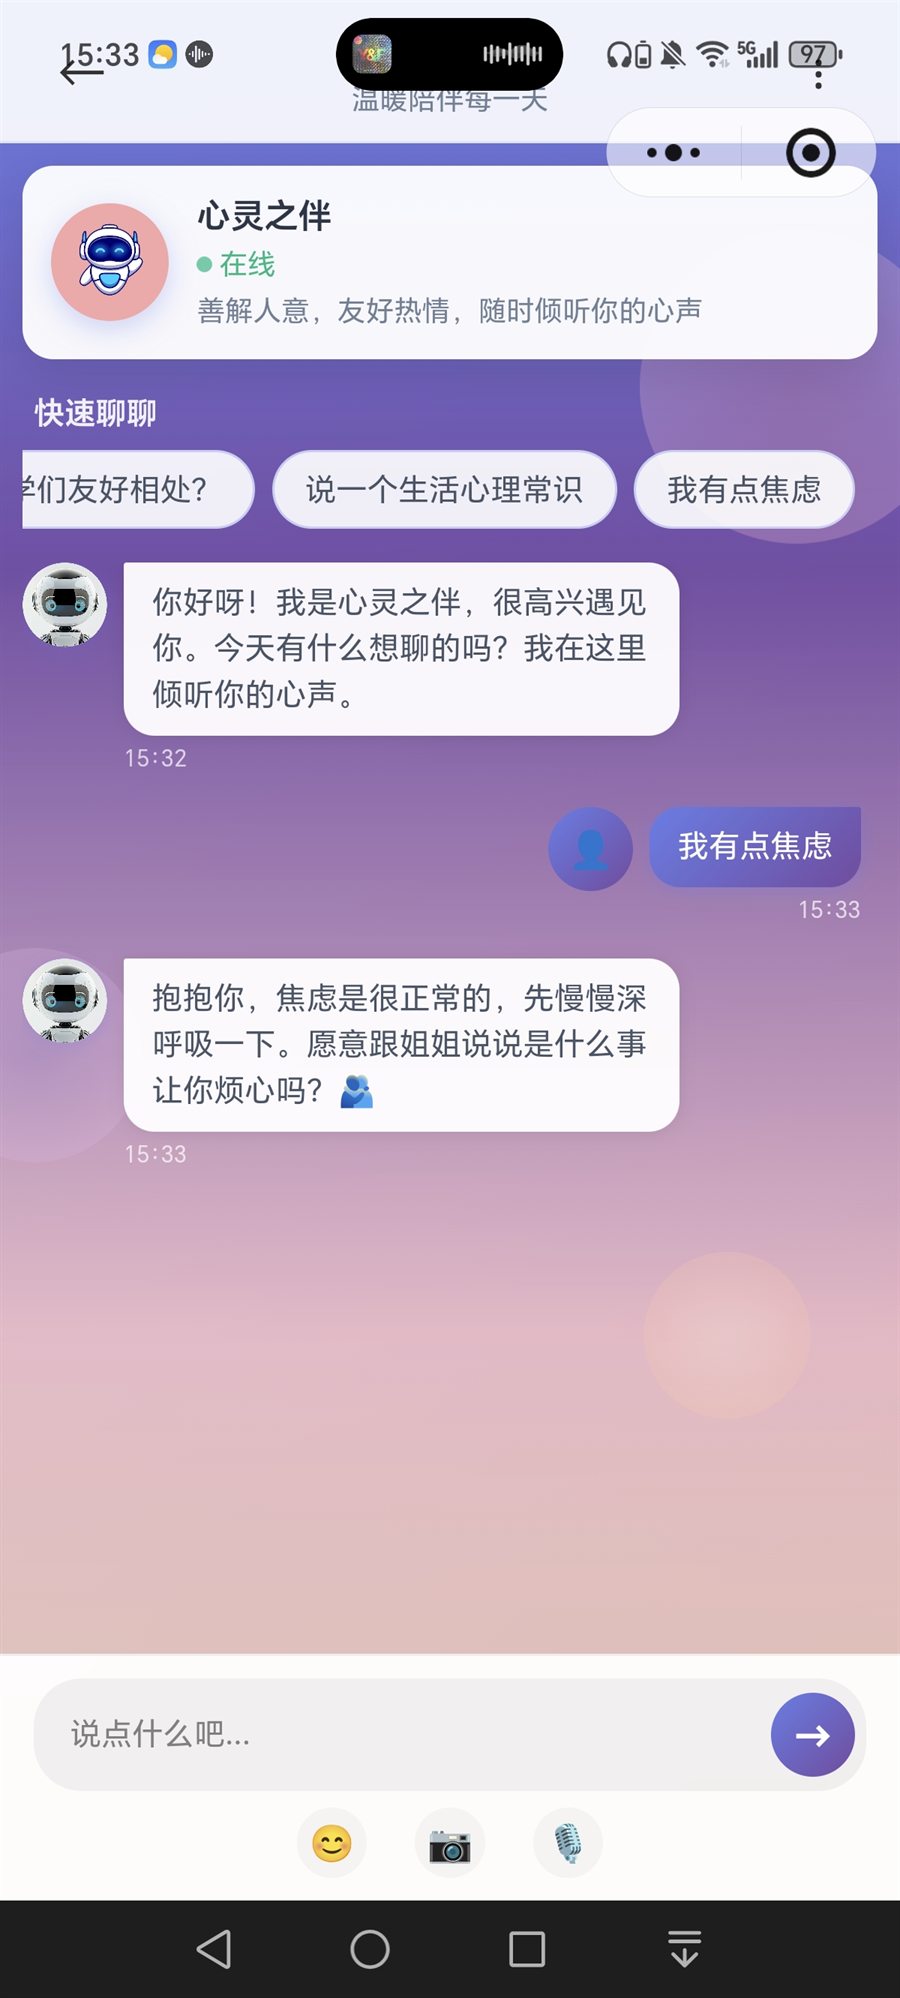 15:33
5G
97
温暖陪伴每一天
心灵之伴
在线
善解人意，友好热情，随时倾听你的心声
快速聊聊
学们友好相处？
说一个生活心理常识
我有点焦虑
你好呀！我是心灵之伴，很高兴遇见
你。今天有什么想聊的吗？我在这里
倾听你的心声。
15:32
我有点焦虑
15:33
抱抱你，焦虑是很正常的，先慢慢深
呼吸一下。愿意跟姐姐说说是什么事
让你烦心吗？
15:33
说点什么吧...